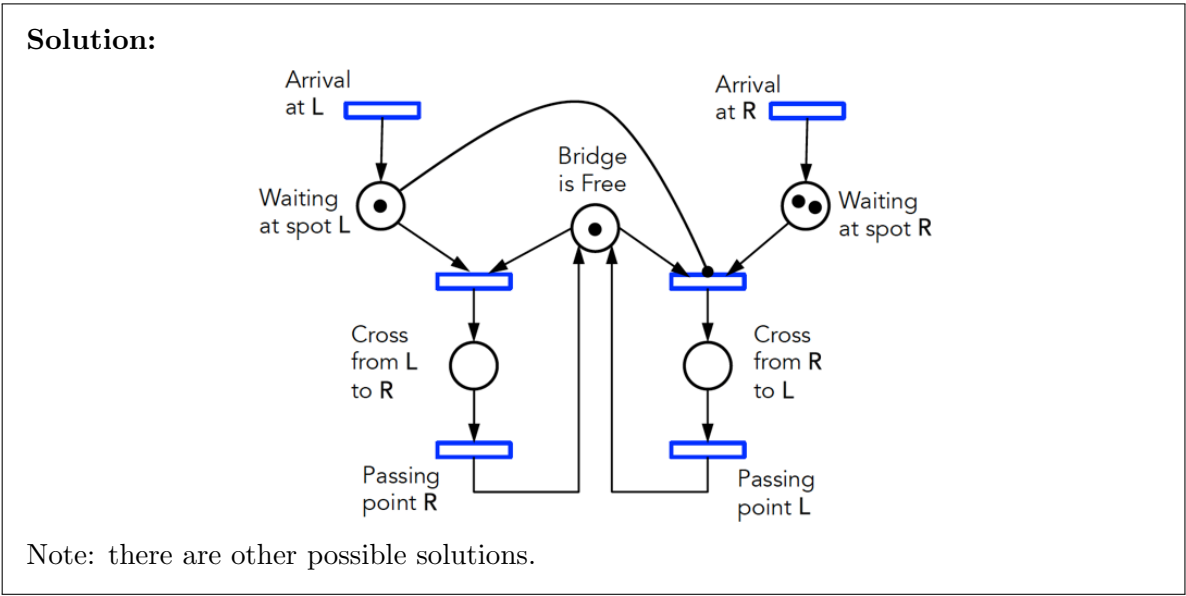 Solution:
Arrival
at L
Arrival
at R
Bridge
is Free
Waiting
at spot L
Waiting
at spot R
Cross
from L
to R
Cross
from R
to L
Passing
point R
Passing
point L
Note: there are other possible solutions.